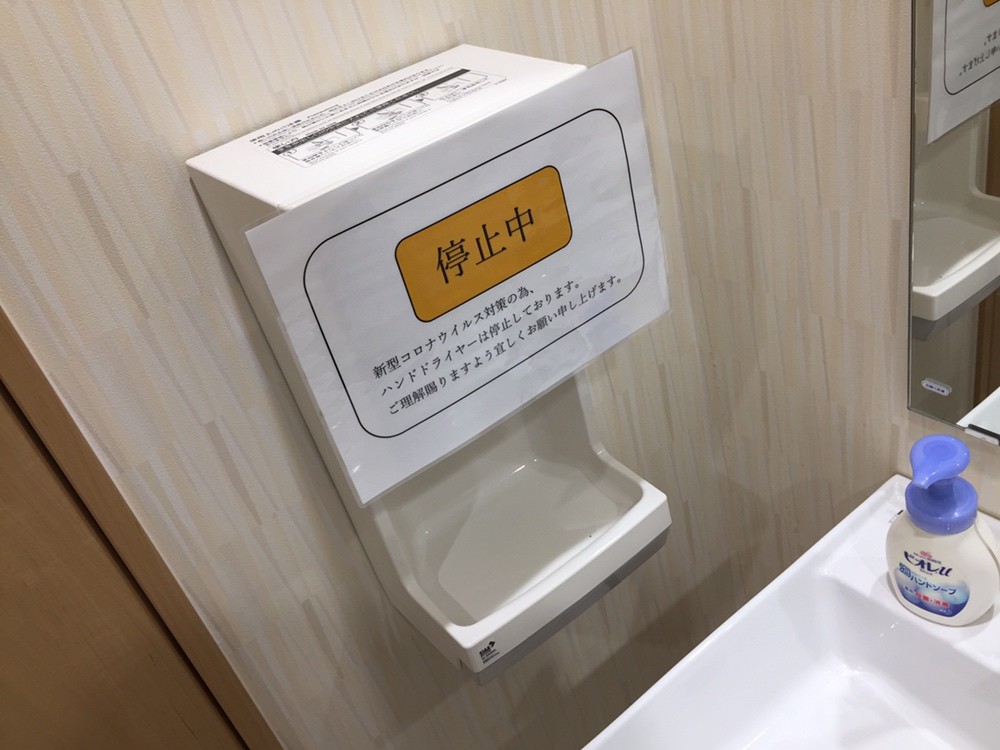 停止中
新型コロナウイルス対策の為、
ハンドドライヤーは停止しております。
ご理解賜りますよう宜しくお願い申し上げます。
ビオレu
ハンドソープ